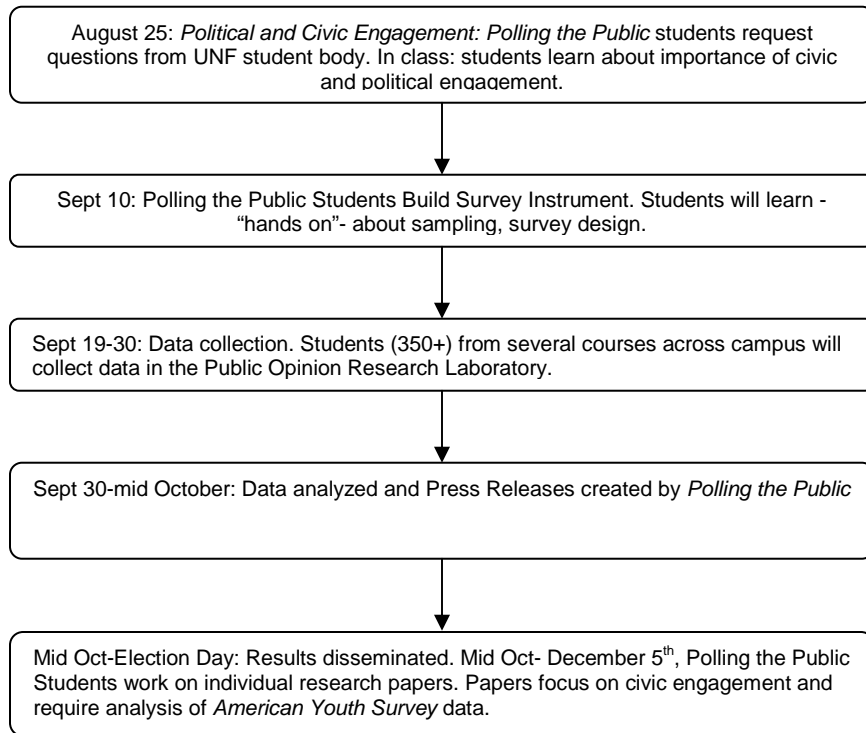 August 25: Political and Civic Engagement: Polling the Public students request
questions from UNF student body. In class: students learn about importance of civic
and political engagement.
Sept 10: Polling the Public Students Build Survey Instrument. Students will learn -
“hands on”- about sampling, survey design.
Sept 19-30: Data collection. Students (350+) from several courses across campus will
collect data in the Public Opinion Research Laboratory.
Sept 30-mid October: Data analyzed and Press Releases created by Polling the Public
Mid Oct-Election Day: Results disseminated. Mid Oct- December 5th, Polling the Public
Students work on individual research papers. Papers focus on civic engagement and
require analysis of American Youth Survey data.